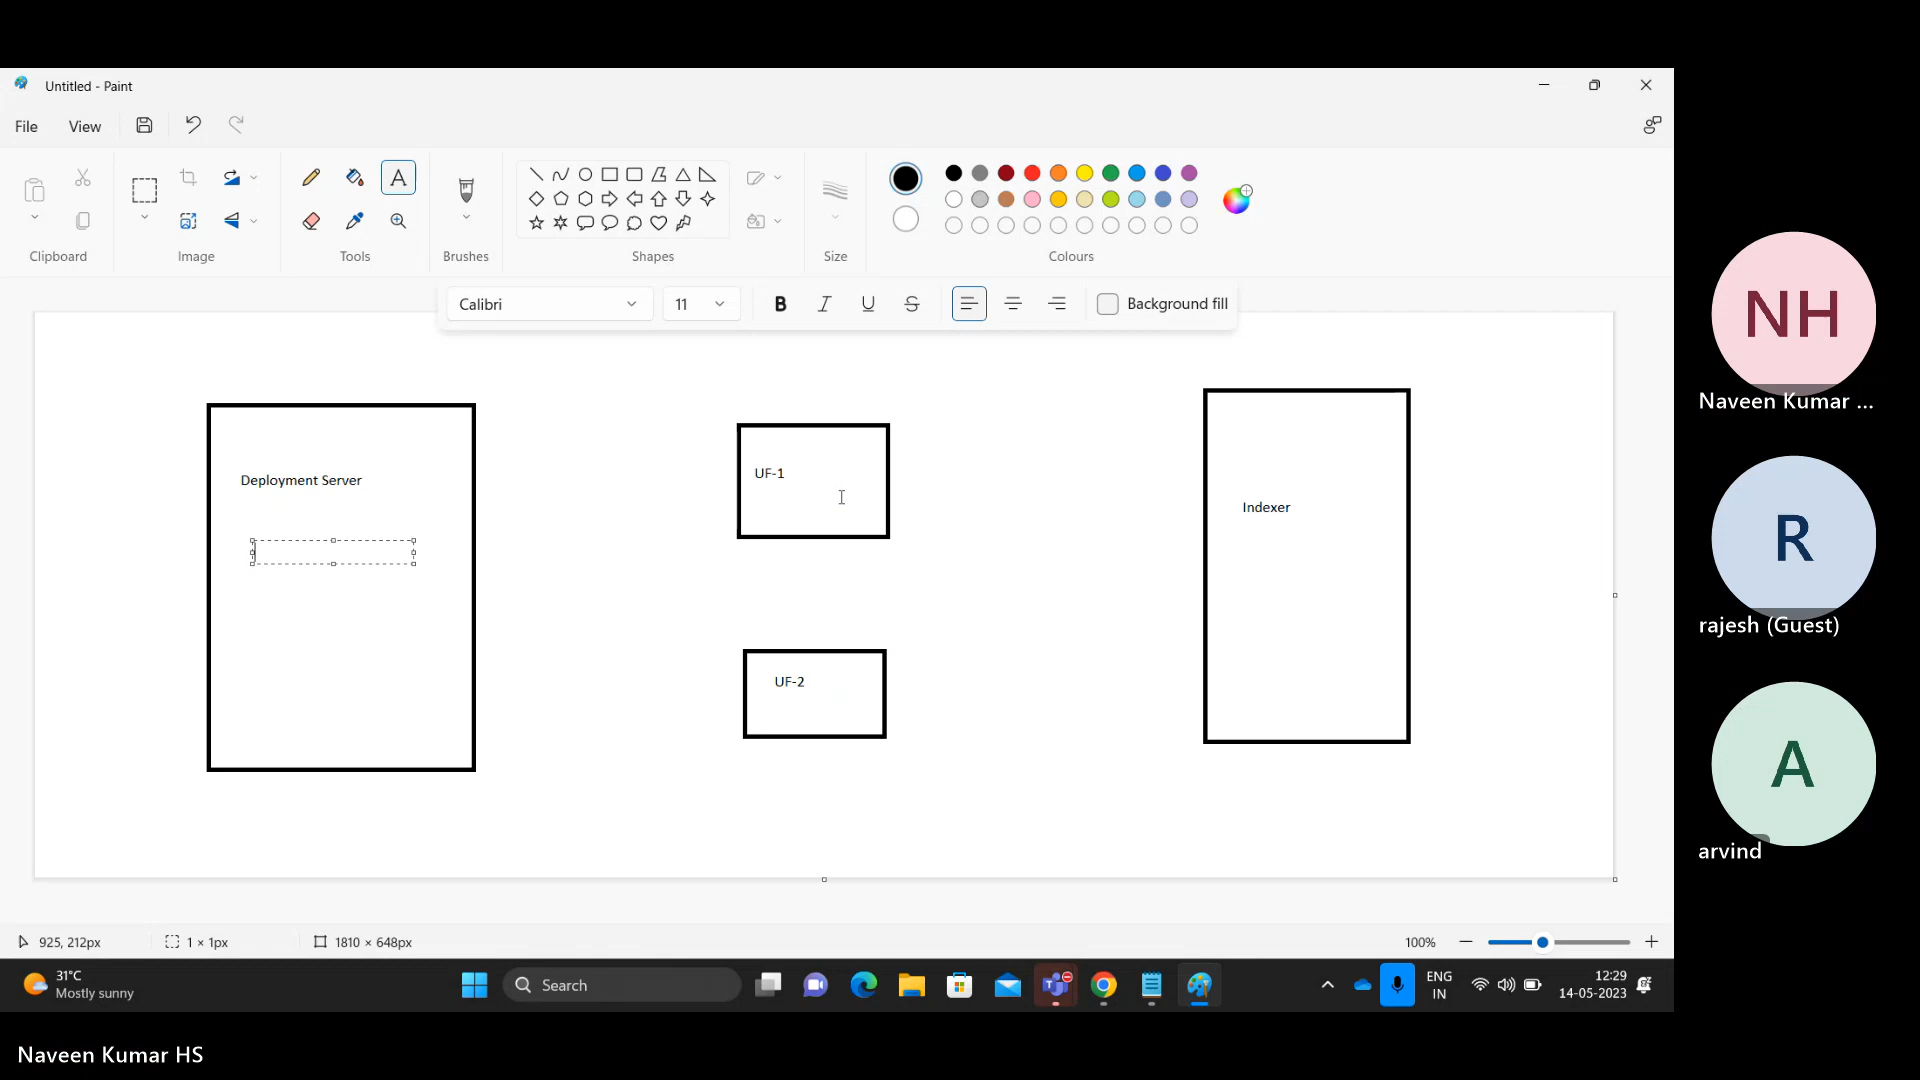 Untitled - Paint
File View
Clipboard
Image
Tools
Brushes
Shapes
Size
Colours
Calibri
11
B I U S
Background fill
Deployment Server
UF-1
UF-2
Indexer
925, 212px
1 × 1px
1810 × 648px
100%
31°C
Mostly sunny
Search
ENG
IN
12:29
14-05-2023
NH
Naveen Kumar ...
R
rajesh (Guest)
A
arvind
Naveen Kumar HS